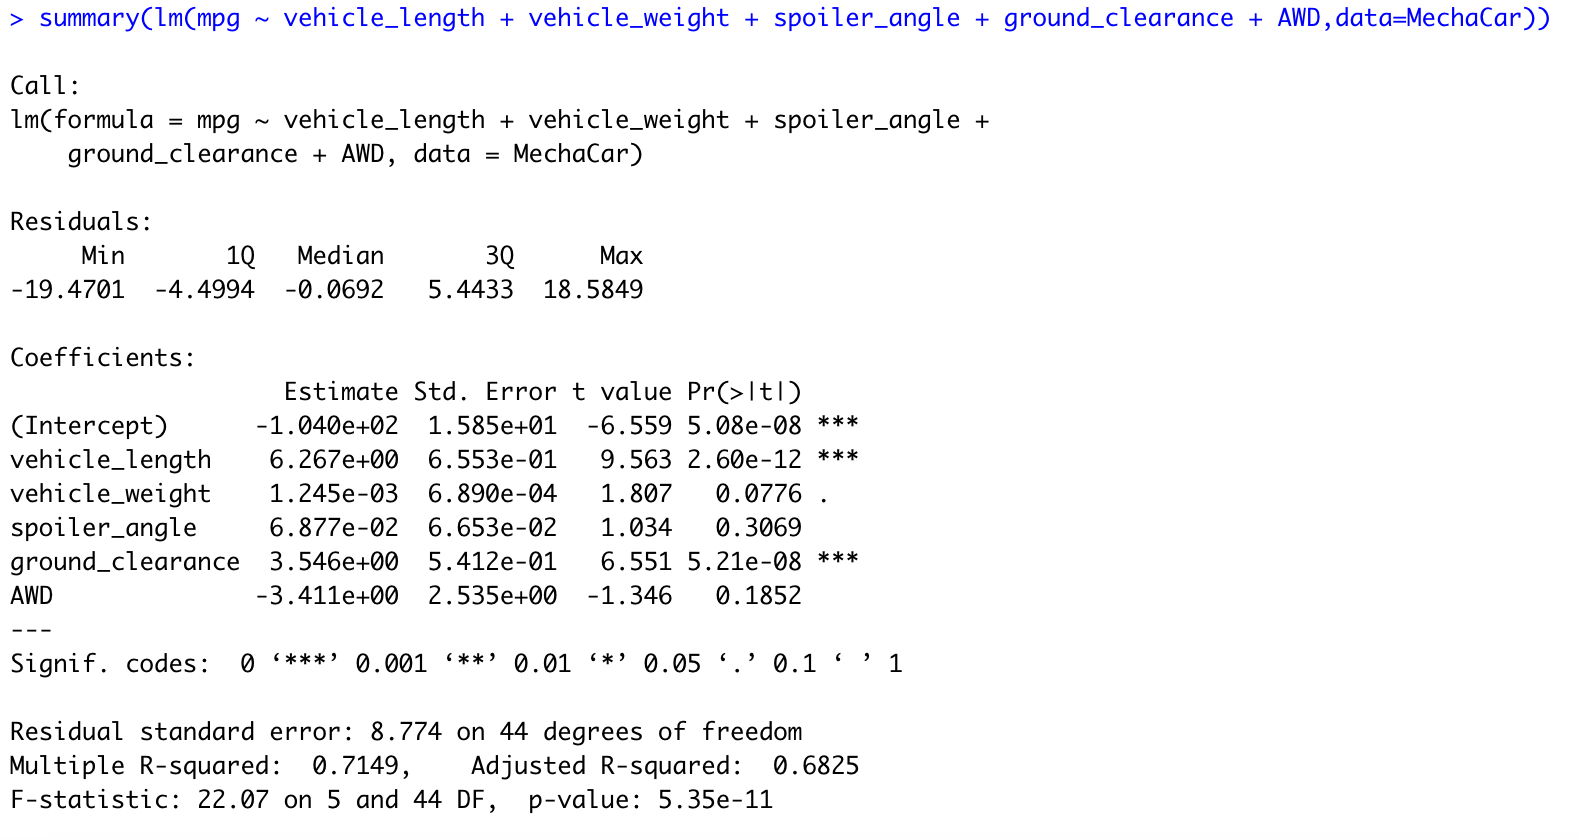 > summary(lm(mpg ~ vehicle_length + vehicle_weight + spoiler_angle + ground_clearance + AWD,data=MechaCar))

Call:
lm(formula = mpg ~ vehicle_length + vehicle_weight + spoiler_angle +
    ground_clearance + AWD, data = MechaCar)

Residuals:
     Min       1Q   Median       3Q      Max
-19.4701  -4.4994  -0.0692   5.4433  18.5849

Coefficients:
                   Estimate Std. Error t value Pr(>|t|)
(Intercept)      -1.040e+02  1.585e+01  -6.559 5.08e-08 ***
vehicle_length    6.267e+00  6.553e-01   9.563 2.60e-12 ***
vehicle_weight    1.245e-03  6.890e-04   1.807   0.0776 .
spoiler_angle     6.877e-02  6.653e-02   1.034   0.3069
ground_clearance  3.546e+00  5.412e-01   6.551 5.21e-08 ***
AWD              -3.411e+00  2.535e+00  -1.346   0.1852
---
Signif. codes:  0 ‘***’ 0.001 ‘**’ 0.01 ‘*’ 0.05 ‘.’ 0.1 ‘ ’ 1

Residual standard error: 8.774 on 44 degrees of freedom
Multiple R-squared:  0.7149,    Adjusted R-squared:  0.6825
F-statistic: 22.07 on 5 and 44 DF,  p-value: 5.35e-11